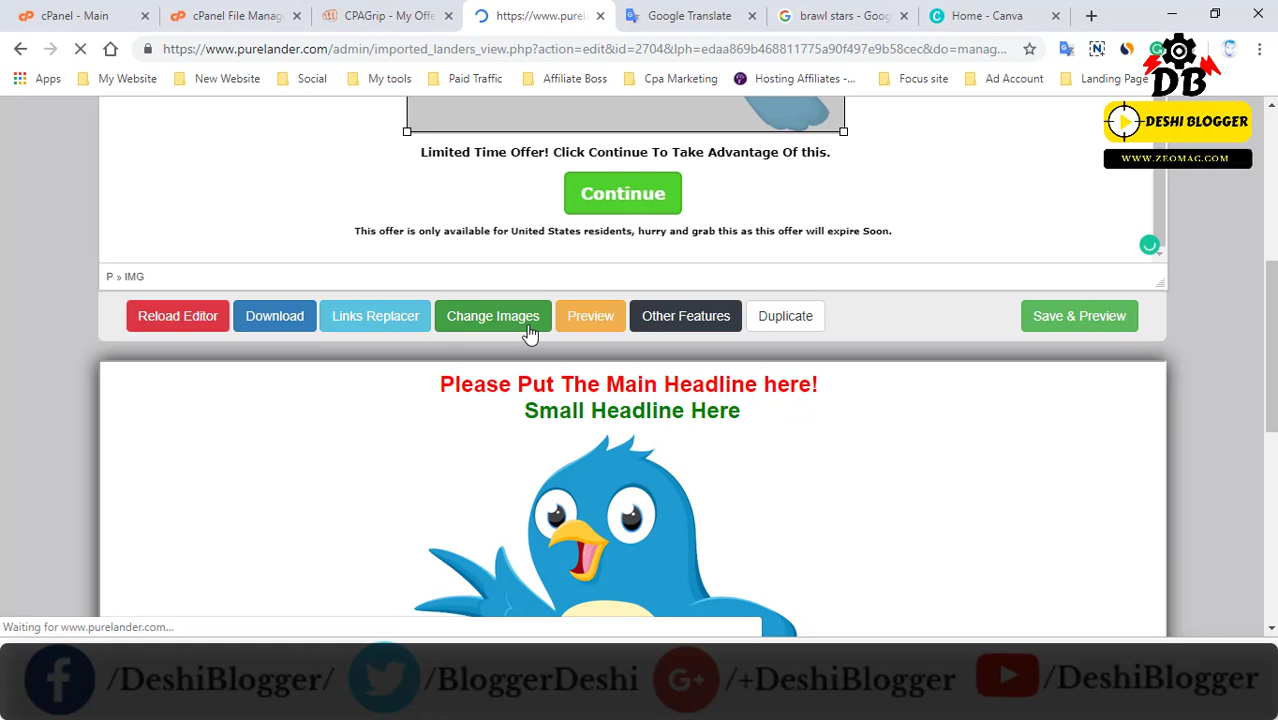 cPanel - Main
cPanel File Manag
CPAGrip - My Offe
https://www.purel
Google Translate
brawl stars - Goog
Home - Canva
https://www.purelander.com/admin/imported_landers_view.php?action=edit&id=2704&lph=edaa869b468811775a90f497e9b58cec&do=manag...
Apps
My Website
New Website
Social
My tools
Paid Traffic
Affiliate Boss
Cpa Marketing
Hosting Affiliates -...
Focus site
Ad Account
Landing Page
DB
DESHI BLOGGER
WWW.ZEOMAG.COM
Limited Time Offer! Click Continue To Take Advantage Of this.
Continue
This offer is only available for United States residents, hurry and grab this as this offer will expire Soon.
P » IMG
Reload Editor
Download
Links Replacer
Change Images
Preview
Other Features
Duplicate
Save & Preview
Please Put The Main Headline here!
Small Headline Here
Waiting for www.purelander.com...
/DeshiBlogger/
/BloggerDeshi
/+DeshiBlogger
/DeshiBlogger